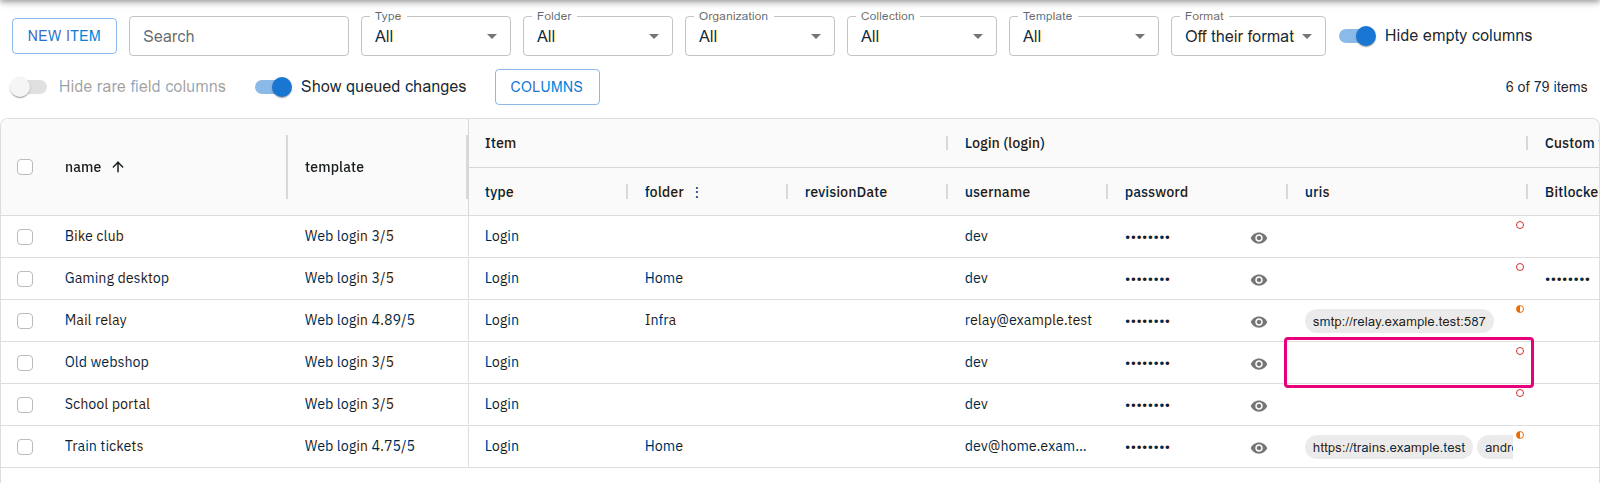 NEW ITEM
Search
Type
All
Folder
All
Organization
All
Collection
All
Template
All
Format
Off their format
Hide empty columns
Hide rare field columns
Show queued changes
COLUMNS
6 of 79 items
Item
Login (login)
Custom
name
template
type
folder
revisionDate
username
password
uris
Bitlocke
Bike club Web login 3/5 Login dev ••••••••
Gaming desktop Web login 3/5 Login Home dev •••••••• ••••••••
Mail relay Web login 4.89/5 Login Infra relay@example.test •••••••• smtp://relay.example.test:587
Old webshop Web login 3/5 Login dev ••••••••
School portal Web login 3/5 Login dev ••••••••
Train tickets Web login 4.75/5 Login Home dev@home.exam... •••••••• https://trains.example.test andr